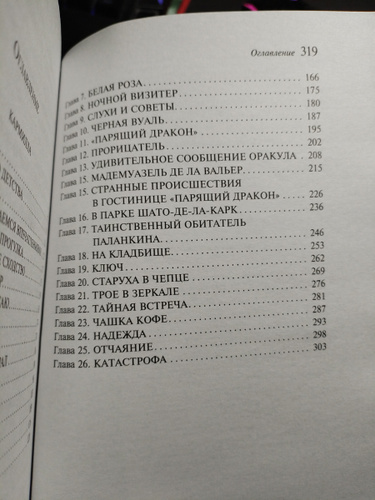 Оглавление 319
Глава 7. БЕЛАЯ РОЗА 166
Глава 8. НОЧНОЙ ВИЗИТЕР 175
Глава 9. СЛУХИ И СОВЕТЫ 180
Глава 10. ЧЕРНАЯ ВУАЛЬ 187
Глава 11. «ПАРЯЩИЙ ДРАКОН» 195
Глава 12. ПРОРИЦАТЕЛЬ 202
Глава 13. УДИВИТЕЛЬНОЕ СООБЩЕНИЕ ОРАКУЛА 208
Глава 14. МАДЕМУАЗЕЛЬ ДЕ ЛА ВАЛЬЕР 215
Глава 15. СТРАННЫЕ ПРОИСШЕСТВИЯ
В ГОСТИНИЦЕ «ПАРЯЩИЙ ДРАКОН» 226
Глава 16. В ПАРКЕ ШАТО-ДЕ-ЛА-КАРК 236
Глава 17. ТАИНСТВЕННЫЙ ОБИТАТЕЛЬ
ПАЛАНКИНА 246
Глава 18. НА КЛАДБИЩЕ 253
Глава 19. КЛЮЧ 262
Глава 20. СТАРУХА В ЧЕПЦЕ 269
Глава 21. ТРОЕ В ЗЕРКАЛЕ 276
Глава 22. ТАЙНАЯ ВСТРЕЧА 281
Глава 23. ЧАШКА КОФЕ 287
Глава 24. НАДЕЖДА 293
Глава 25. ОТЧАЯНИЕ 298
Глава 26. КАТАСТРОФА 303